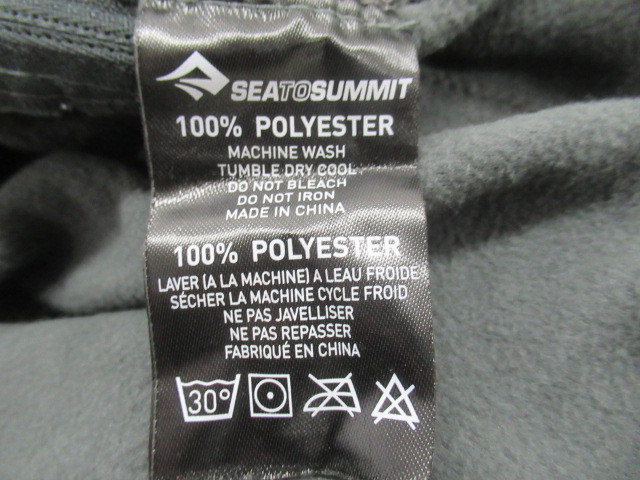 SEATOSUMMIT
100% POLYESTER
MACHINE WASH
TUMBLE DRY COOL
DO NOT BLEACH
DO NOT IRON
MADE IN CHINA
100% POLYESTER
LAVER (A LA MACHINE) A LEAU FROIDE
SÉCHER LA MACHINE CYCLE FROID
NE PAS JAVELLISER
NE PAS REPASSER
FABRIQUÉ EN CHINA
30°